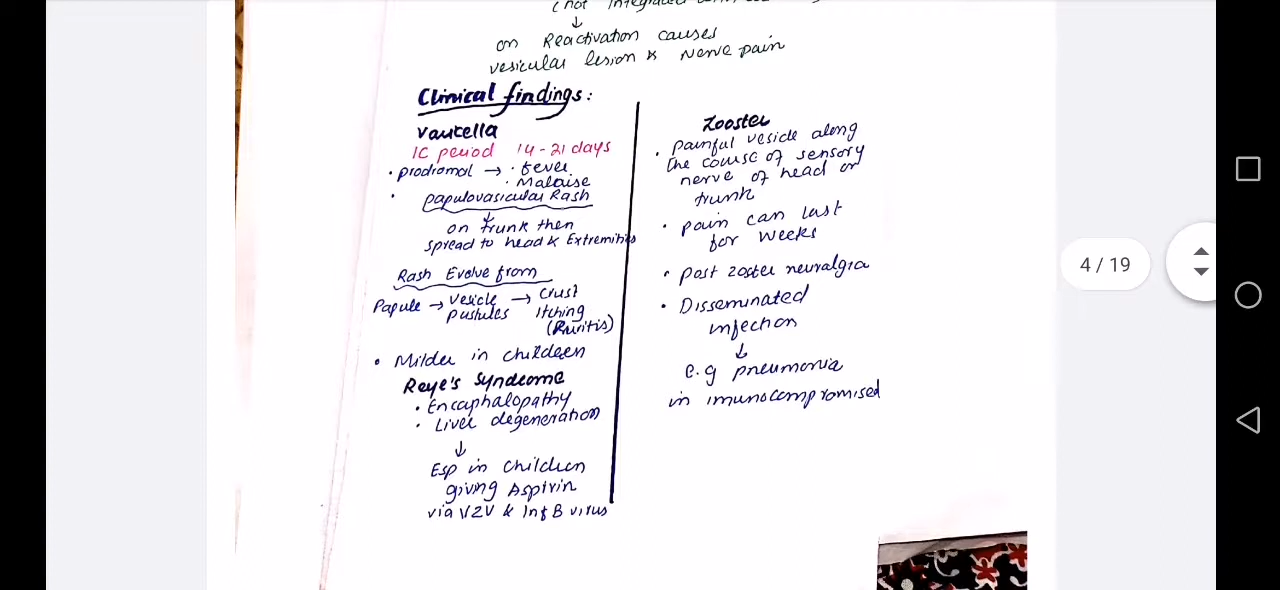 (not integrated
↓
on Reactivation causes
vesicular lesion & Nerve pain
Clinical findings:
Varicella
IC period 14-21 days
• prodromal → • fever
• Malaise
• papulovasicular Rash
↓
on trunk then
spread to head & Extremities
Rash Evolve from
Papule → vesicle → Crust
pustules Itching
(Pruritis)
• Milder in children
Reye's Syndrome
• Encaphalopathy
• Liver degeneration
↓
Esp in children
giving Aspirin
via VZV & Inf B virus
Zooster
• painful vesicle along
the course of sensory
nerve of head or
trunk
• pain can last
for weeks
• post zoster neuralgia
• Disseminated
infection
↓
e.g pneumonia
in imunocompromised
4 / 19